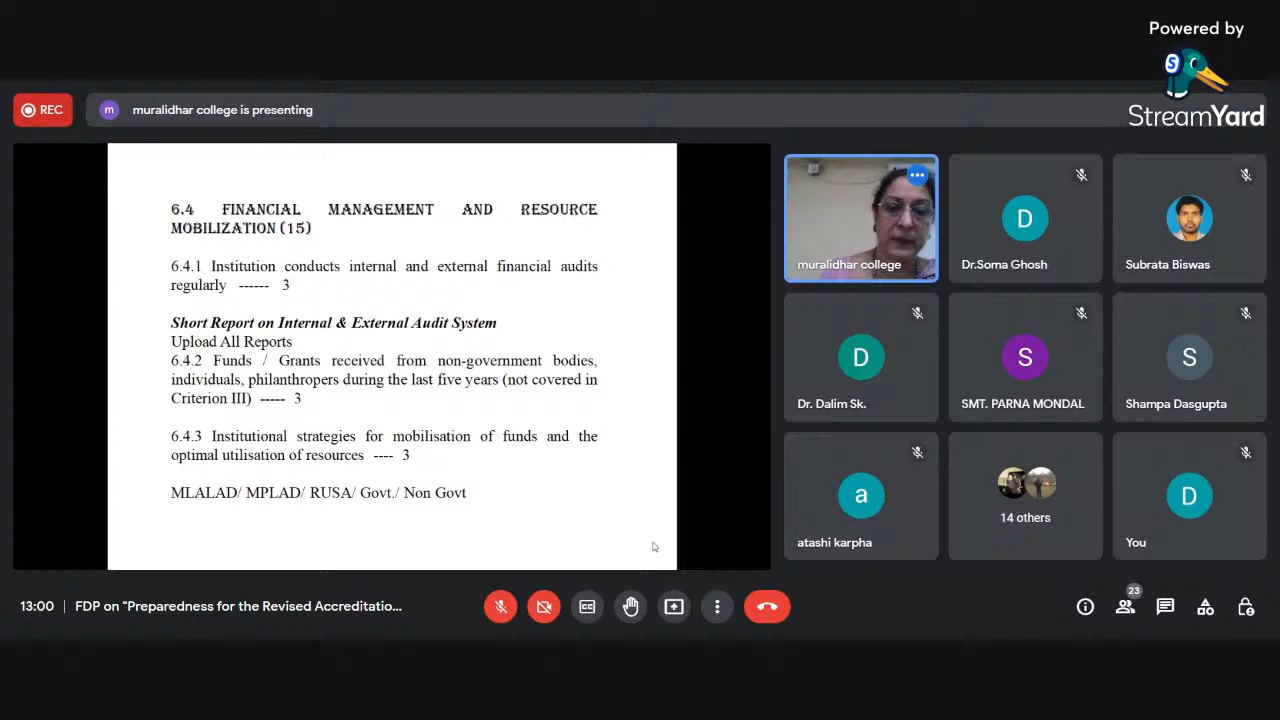 Powered by
StreamYard
REC
m
muralidhar college is presenting
6.4 FINANCIAL MANAGEMENT AND RESOURCE
MOBILIZATION (15)
6.4.1 Institution conducts internal and external financial audits
regularly ------ 3
Short Report on Internal & External Audit System
Upload All Reports
6.4.2 Funds / Grants received from non-government bodies,
individuals, philanthropers during the last five years (not covered in
Criterion III) ----- 3
6.4.3 Institutional strategies for mobilisation of funds and the
optimal utilisation of resources ---- 3
MLALAD/ MPLAD/ RUSA/ Govt./ Non Govt
muralidhar college
D
Dr.Soma Ghosh
Subrata Biswas
D
Dr. Dalim Sk.
S
SMT. PARNA MONDAL
S
Shampa Dasgupta
a
atashi karpha
14 others
D
You
13:00 | FDP on "Preparedness for the Revised Accreditatio...
CC
23